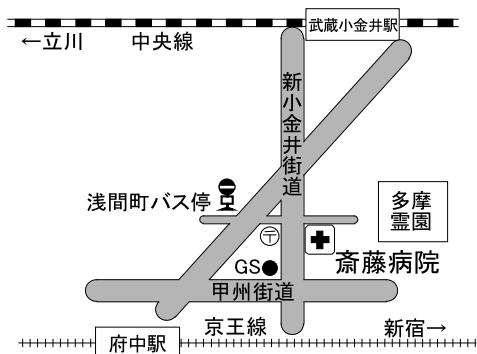 武蔵小金井駅
←立川
中央線
新小金井街道
浅間町バス停
多摩
霊園
〒
斎藤病院
GS
甲州街道
京王線
新宿→
府中駅